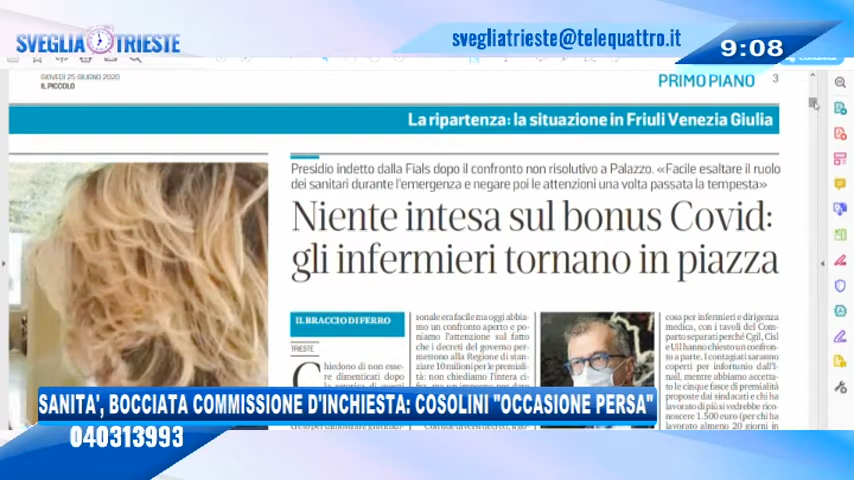 SVEGLIA TRIESTE
svegliatrieste@telequattro.it
9:08
GIOVEDÌ 25 GIUGNO 2020
IL PICCOLO
PRIMO PIANO 3
La ripartenza: la situazione in Friuli Venezia Giulia
Presidio indetto dalla Fials dopo il confronto non risolutivo a Palazzo. «Facile esaltare il ruolo
dei sanitari durante l'emergenza e negare poi le attenzioni una volta passata la tempesta»
Niente intesa sul bonus Covid:
gli infermieri tornano in piazza
IL BRACCIO DI FERRO
TRIESTE
Chiedono di non esse-
re dimenticati dopo
sonale era facile ma oggi abbia-
mo un confronto aperto e po-
niamo l'attenzione sul fatto
che i decreti del governo per-
mettono alla Regione di stan-
ziare 10 milioni per le premiali-
tà: non chiediamo l'intera ci-
cosa per infermieri e dirigenza
medica, con i tavoli del Com-
parto separati perché Cgil, Cisl
e Uil hanno chiesto un confron-
to a parte. I contagiati saranno
coperti per infortunio dall'I-
nail, mentre abbiamo accetta-
to le cinque fasce di premialità
proposte dai sindacati e chi ha
lavorato di più si vedrebbe rico-
noscere 1.500 euro (per chi ha
lavorato almeno 20 giorni in
SANITA', BOCCIATA COMMISSIONE D'INCHIESTA: COSOLINI "OCCASIONE PERSA"
040313993